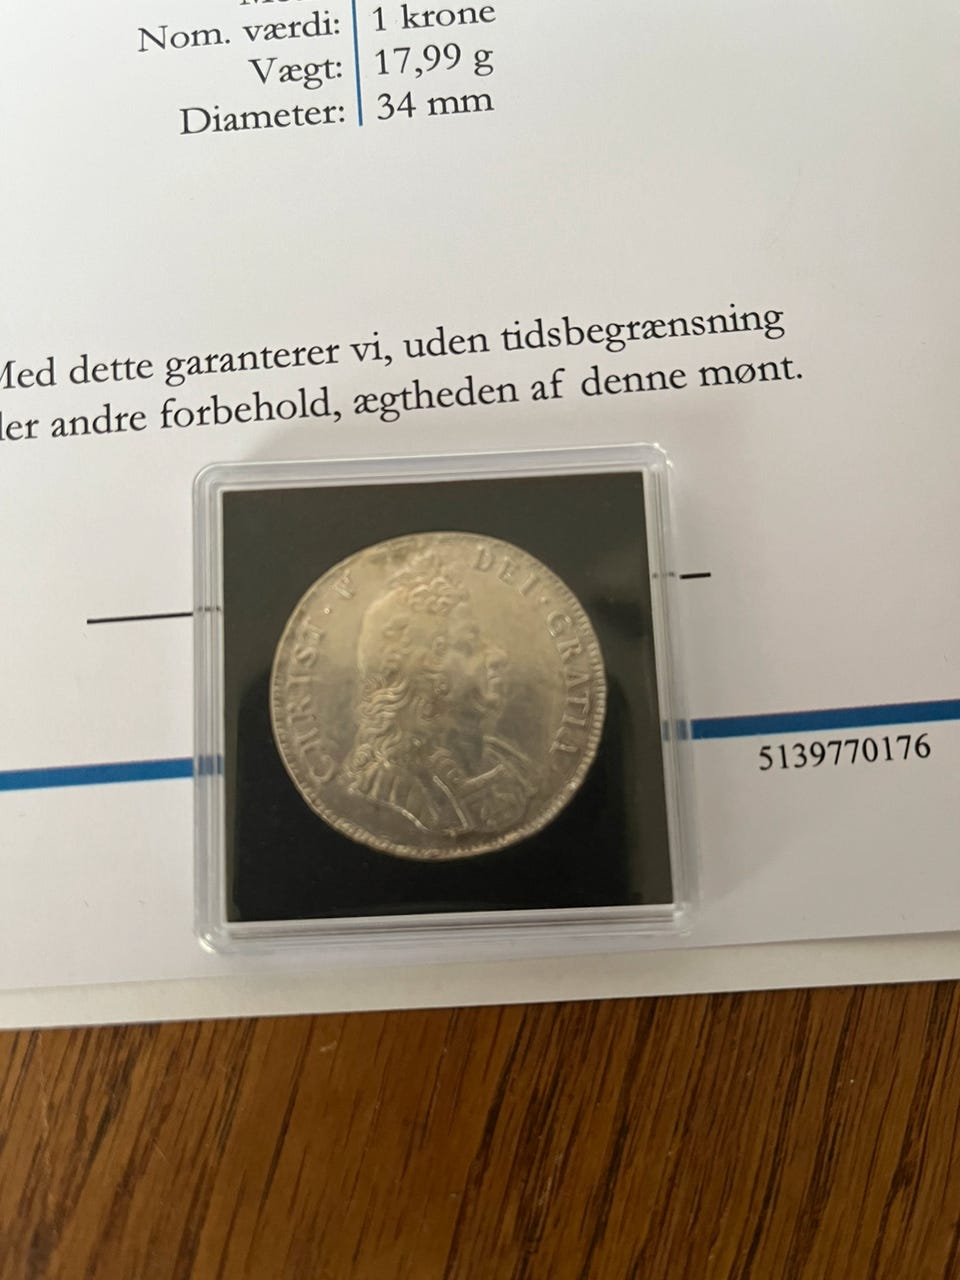 Nom. værdi: 1 krone
Vægt: 17,99 g
Diameter: 34 mm
Med dette garanterer vi, uden tidsbegrænsning
ler andre forbehold, ægtheden af denne mønt.
CHRIST · V DEI · GRATIA
5139770176